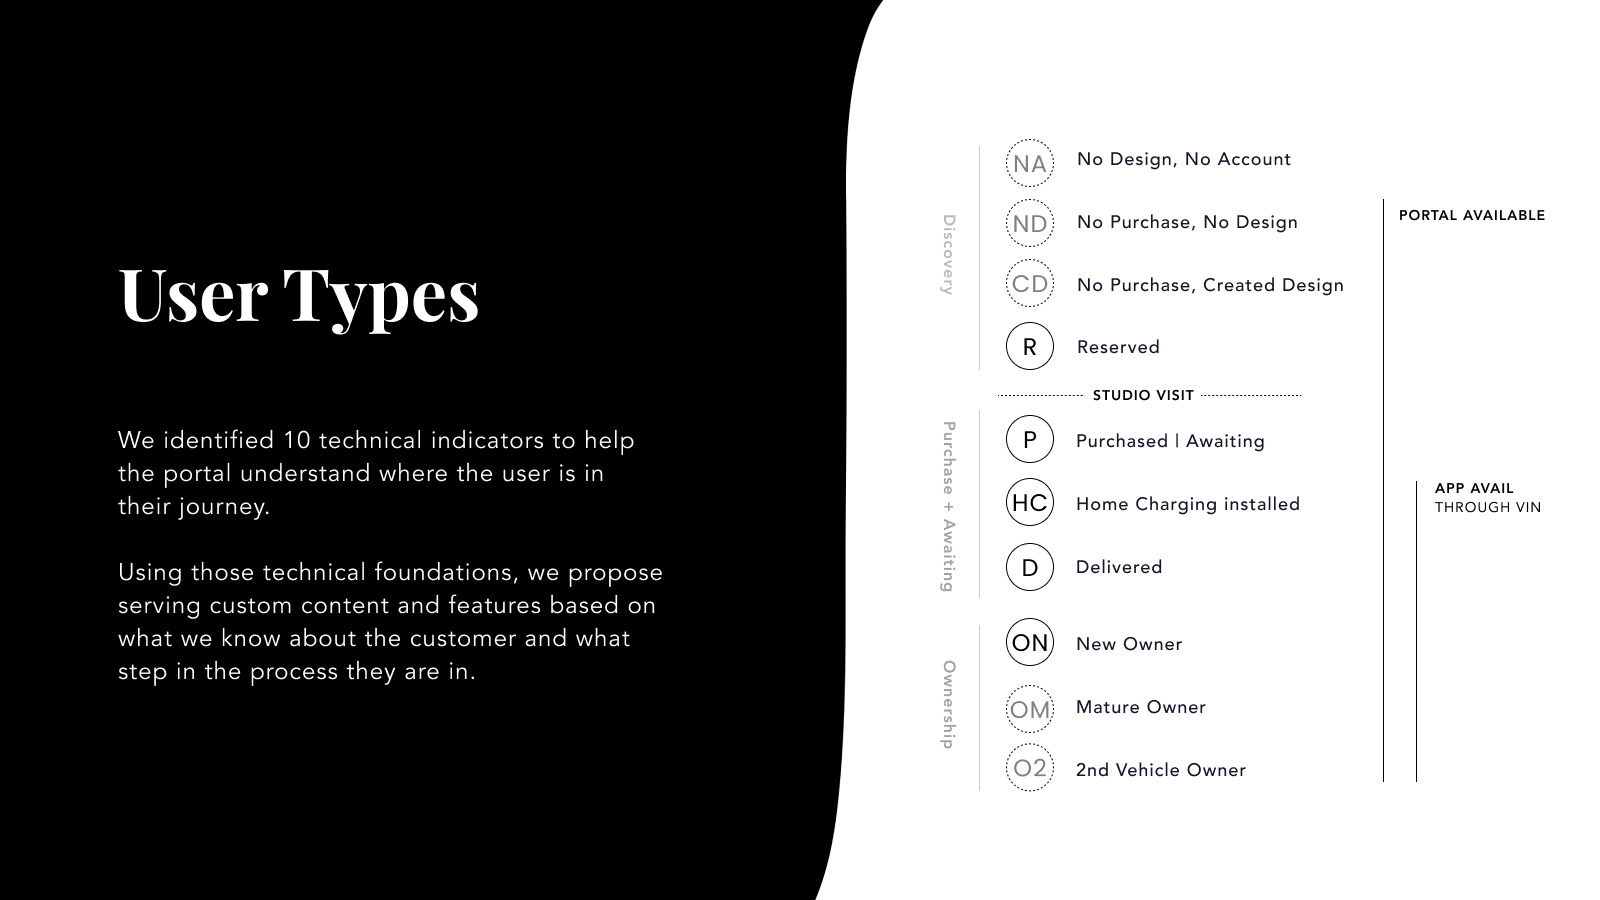 User Types
We identified 10 technical indicators to help
the portal understand where the user is in
their journey.
Using those technical foundations, we propose
serving custom content and features based on
what we know about the customer and what
step in the process they are in.
Discovery
NA No Design, No Account
ND No Purchase, No Design
CD No Purchase, Created Design
R Reserved
STUDIO VISIT
Purchase + Awaiting
P Purchased | Awaiting
HC Home Charging installed
D Delivered
Ownership
ON New Owner
OM Mature Owner
O2 2nd Vehicle Owner
PORTAL AVAILABLE
APP AVAIL
THROUGH VIN